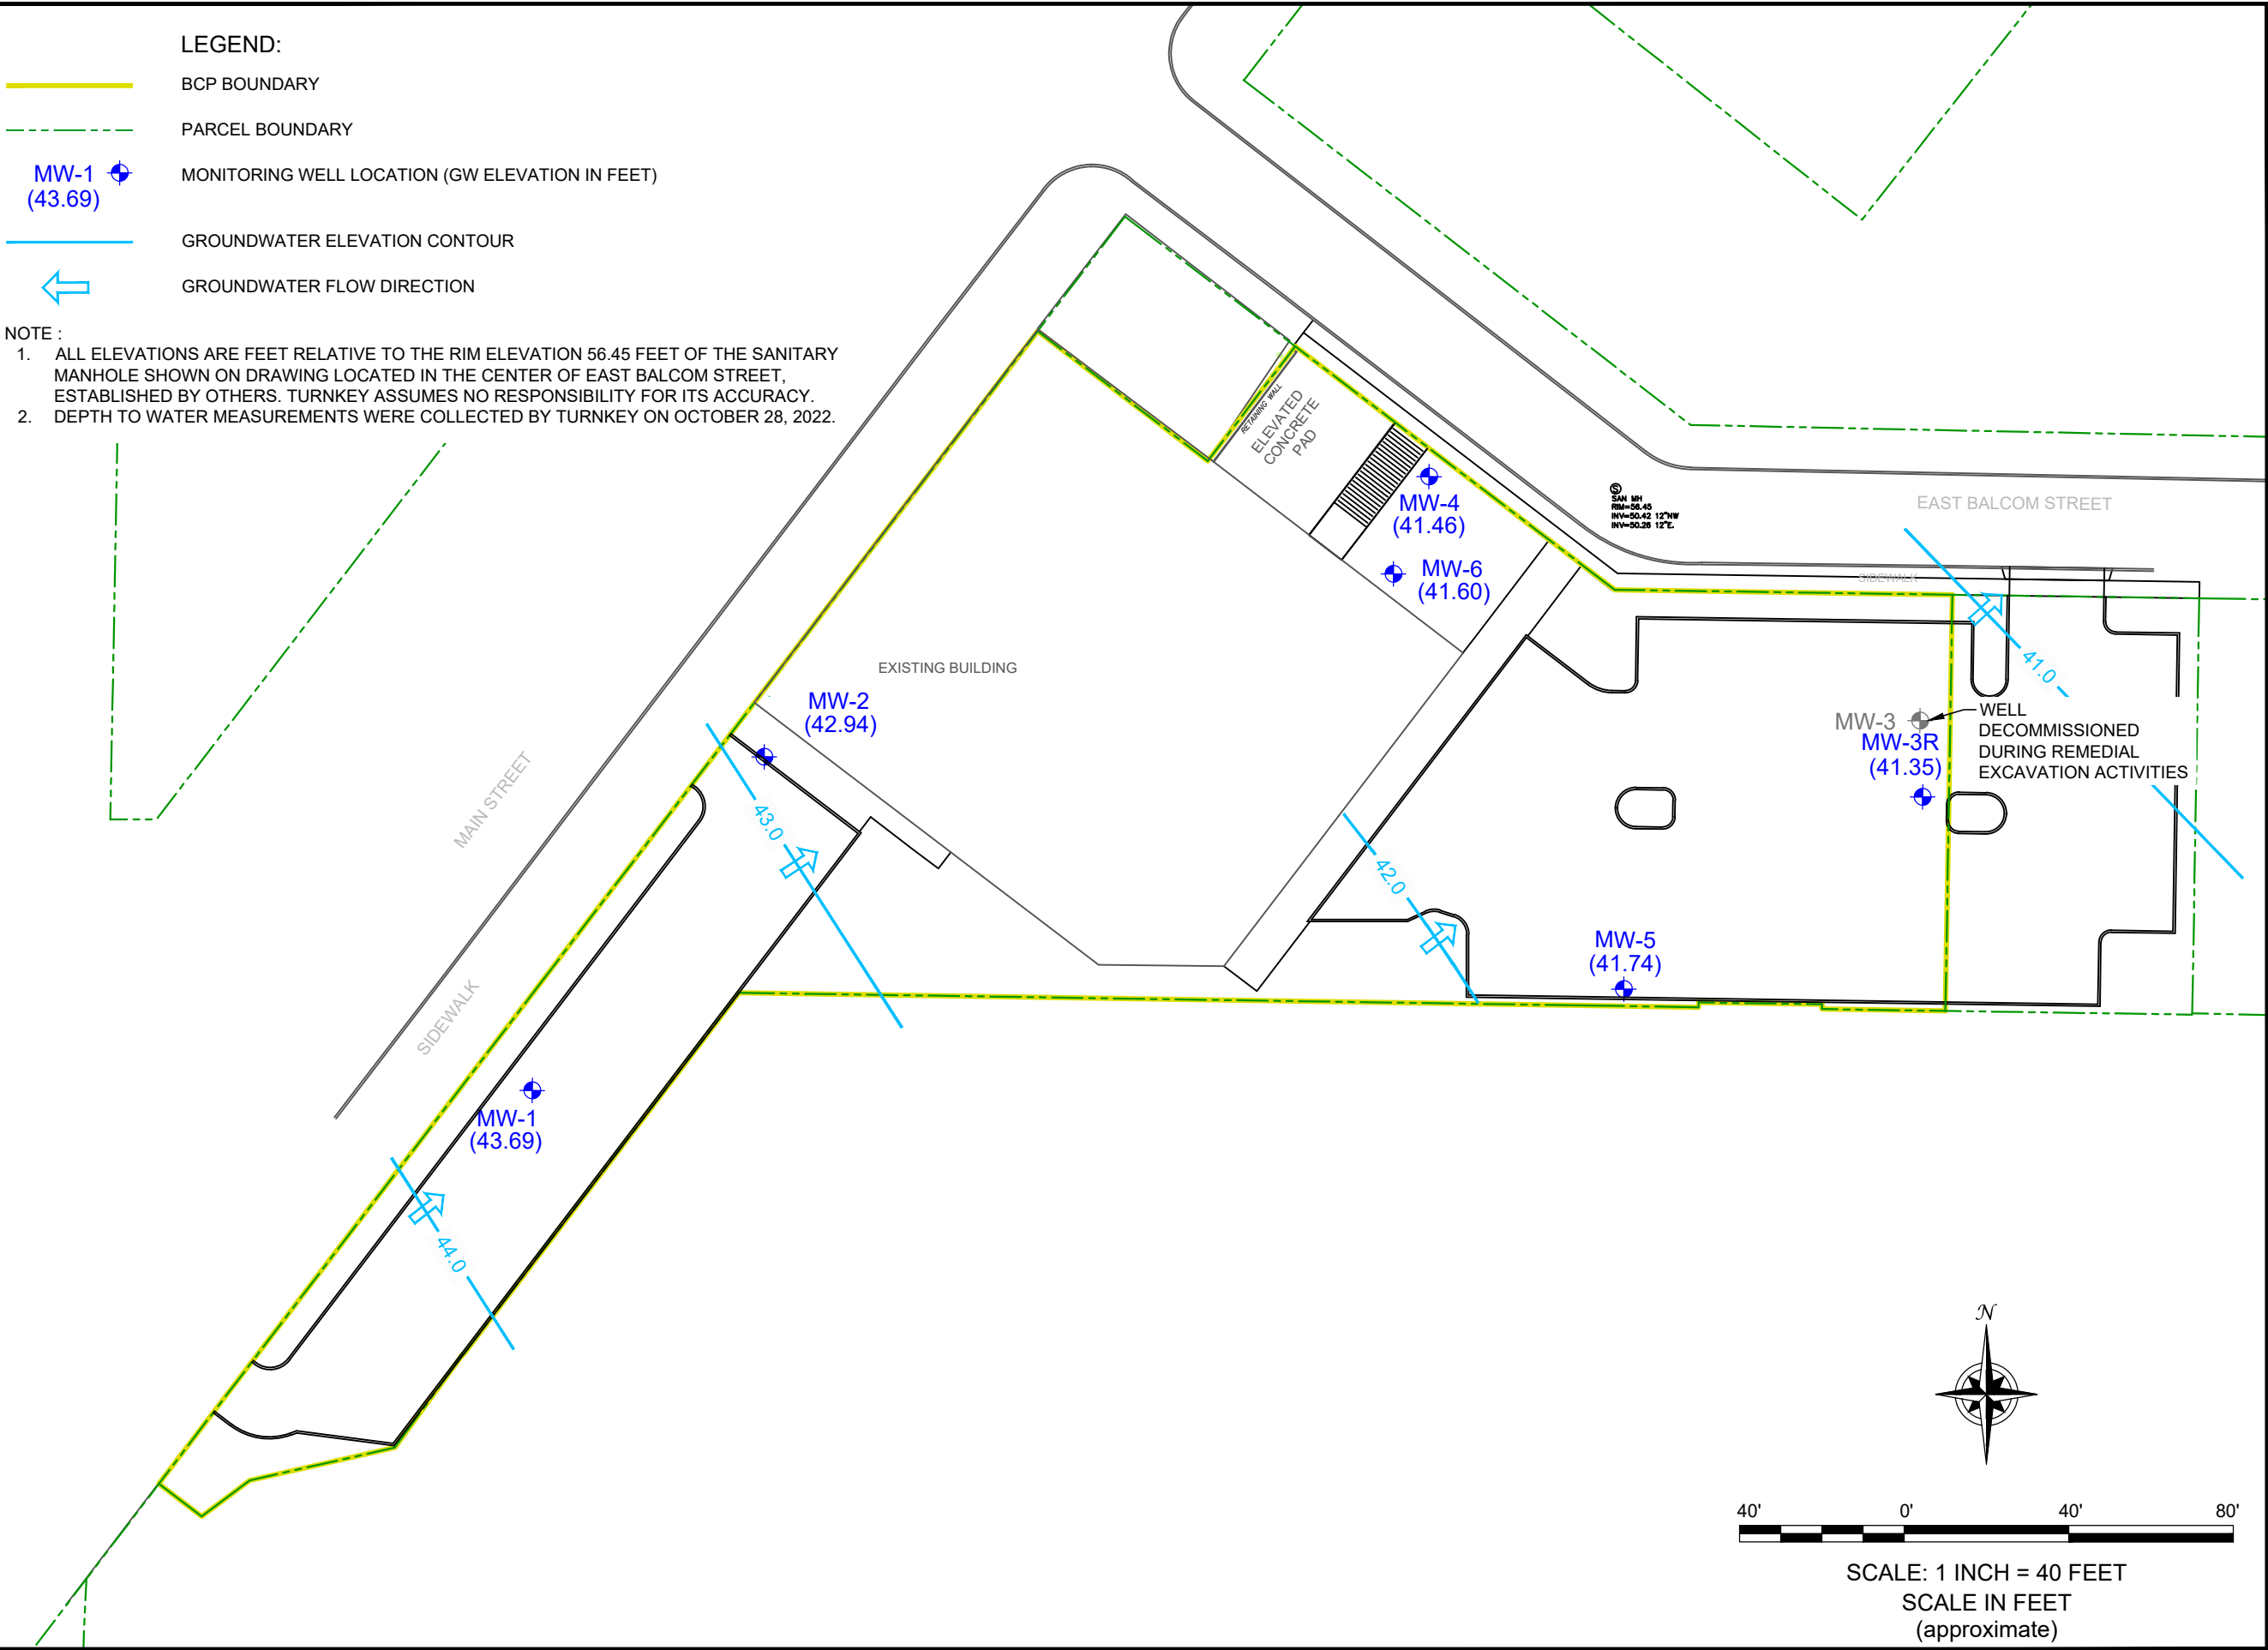 LEGEND:
BCP BOUNDARY
PARCEL BOUNDARY
MW-1
(43.69)
MONITORING WELL LOCATION (GW ELEVATION IN FEET)
GROUNDWATER ELEVATION CONTOUR
GROUNDWATER FLOW DIRECTION
NOTE :
1. ALL ELEVATIONS ARE FEET RELATIVE TO THE RIM ELEVATION 56.45 FEET OF THE SANITARY
MANHOLE SHOWN ON DRAWING LOCATED IN THE CENTER OF EAST BALCOM STREET,
ESTABLISHED BY OTHERS. TURNKEY ASSUMES NO RESPONSIBILITY FOR ITS ACCURACY.
2. DEPTH TO WATER MEASUREMENTS WERE COLLECTED BY TURNKEY ON OCTOBER 28, 2022.
RETAINING WALL
ELEVATED
CONCRETE
PAD
MW-4
(41.46)
MW-6
(41.60)
S
SAN MH
RIM=56.45
INV=50.42 12"NW
INV=50.26 12"E.
EAST BALCOM STREET
SIDEWALK
41.0
EXISTING BUILDING
MW-2
(42.94)
MW-3
WELL
DECOMMISSIONED
DURING REMEDIAL
EXCAVATION ACTIVITIES
MW-3R
(41.35)
MAIN STREET
43.0
42.0
MW-5
(41.74)
SIDEWALK
MW-1
(43.69)
44.0
N
40' 0' 40' 80'
SCALE: 1 INCH = 40 FEET
SCALE IN FEET
(approximate)